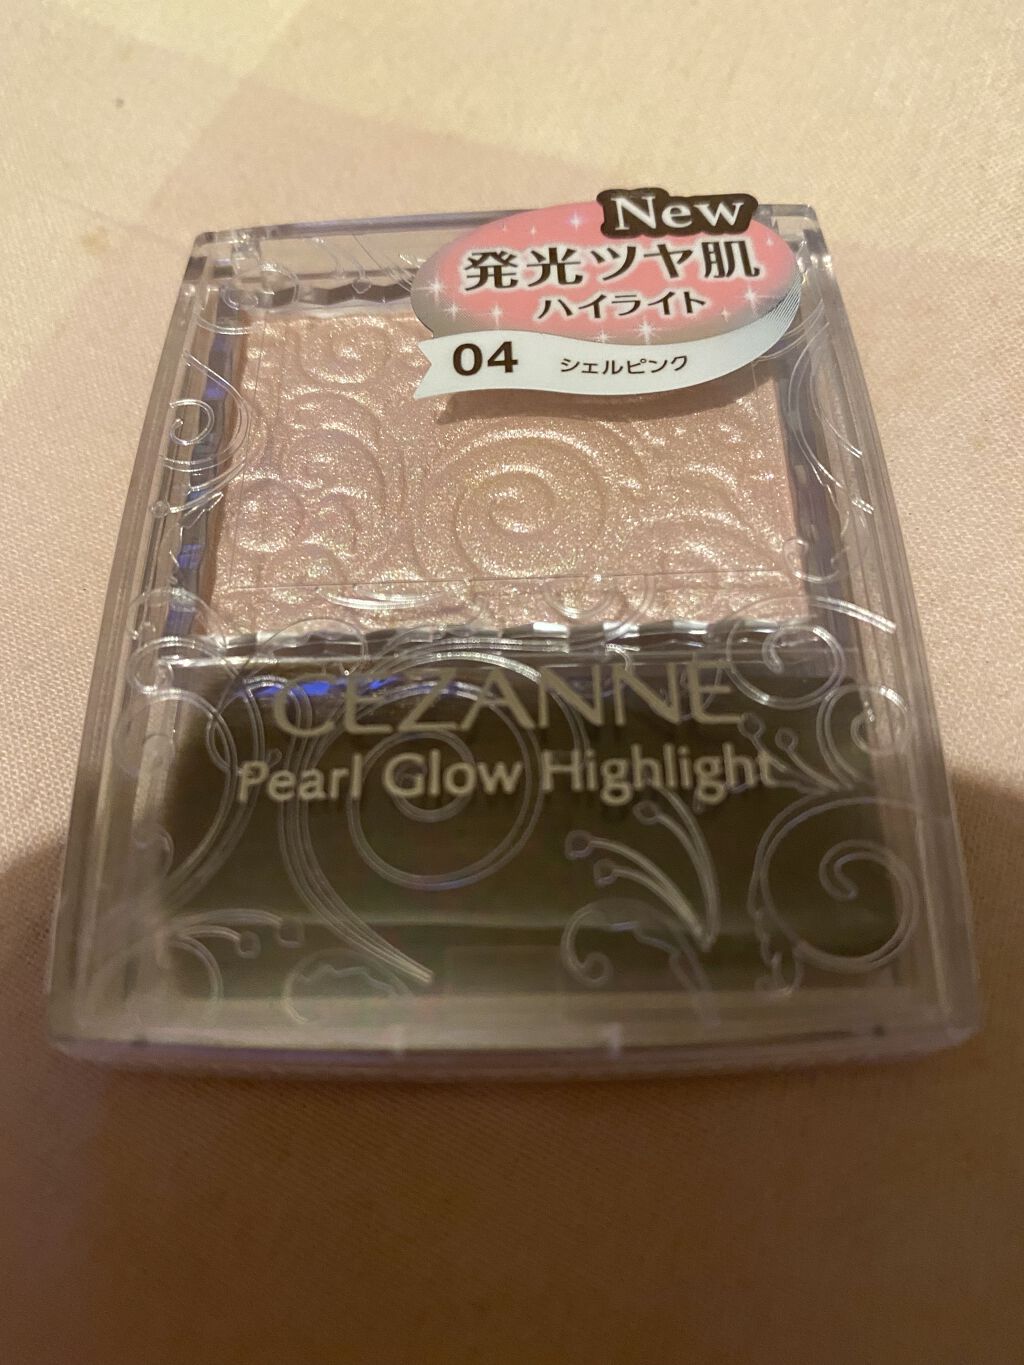 New
発光ツヤ肌
ハイライト
04 シェルピンク
CEZANNE
Pearl Glow Highlight